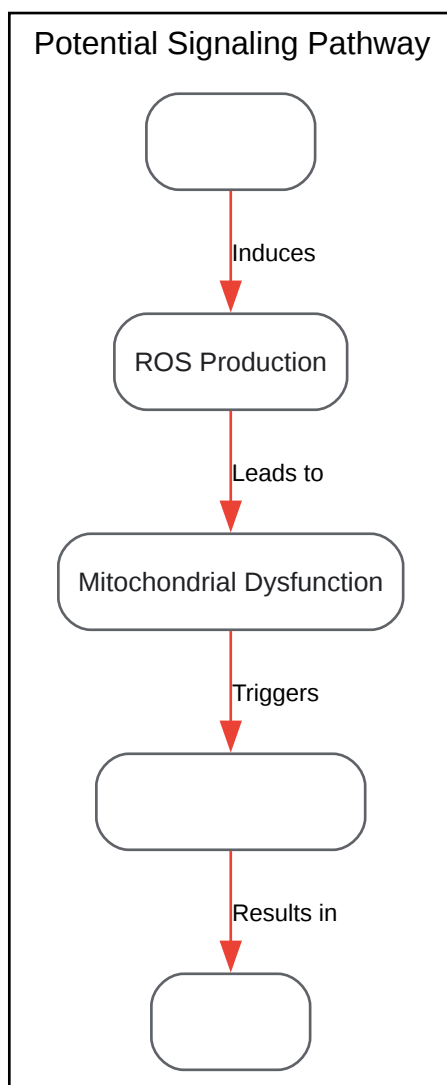 Potential Signaling Pathway
Induces
ROS Production
Leads to
Mitochondrial Dysfunction
Triggers
Results in